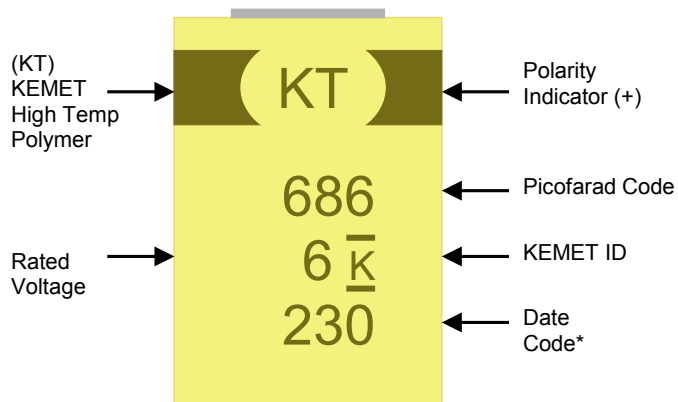 (KT)
KEMET
High Temp
Polymer
KT
Polarity
Indicator (+)
686
Picofarad Code
Rated
Voltage
6 K
KEMET ID
230
Date
Code*